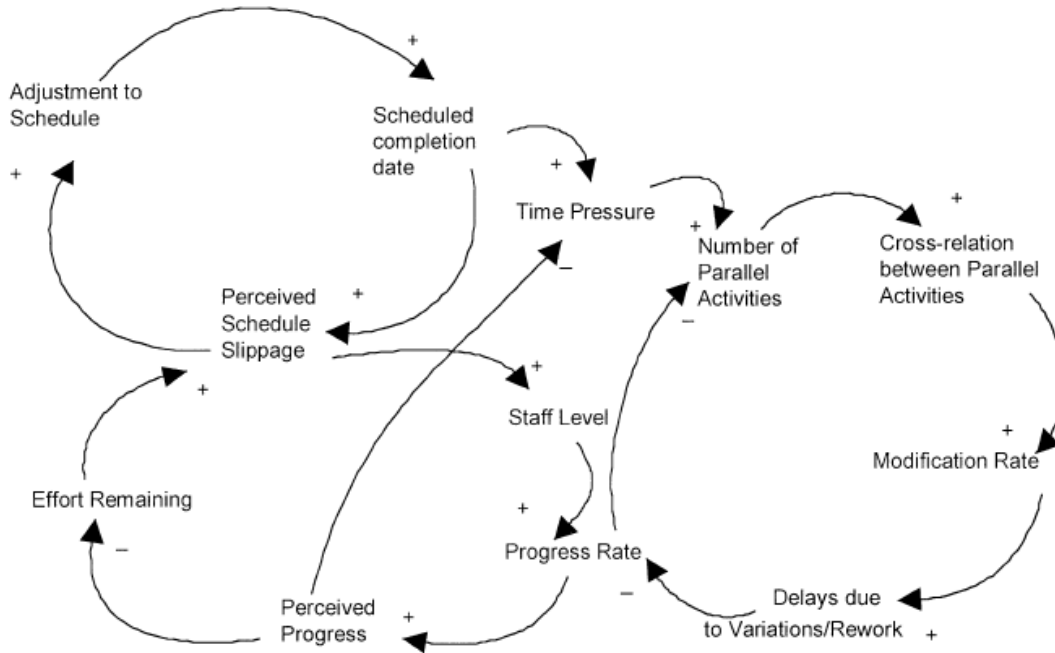 +
Adjustment to
Schedule
Scheduled
completion
date
+
+
+
Time Pressure
+
Number of
Parallel
Activities
Cross-relation
between Parallel
Activities
–
Perceived
Schedule
Slippage
+
–
+
+
Staff Level
+
Modification Rate
Effort Remaining
+
–
Progress Rate
–
Delays due
to Variations/Rework
+
Perceived
Progress
+